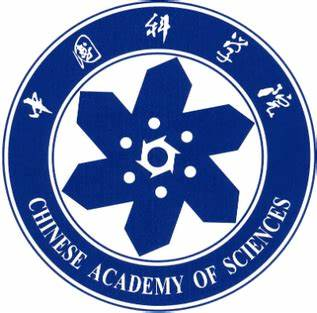 中国科学院
CHINESE ACADEMY OF SCIENCES